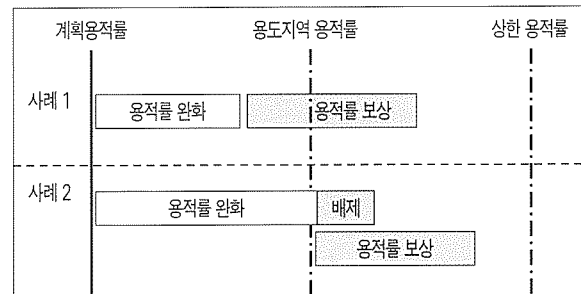 계획용적률 용도지역 용적률 상한 용적률
사례 1
용적률 완화 용적률 보상
사례 2
용적률 완화 배제
용적률 보상